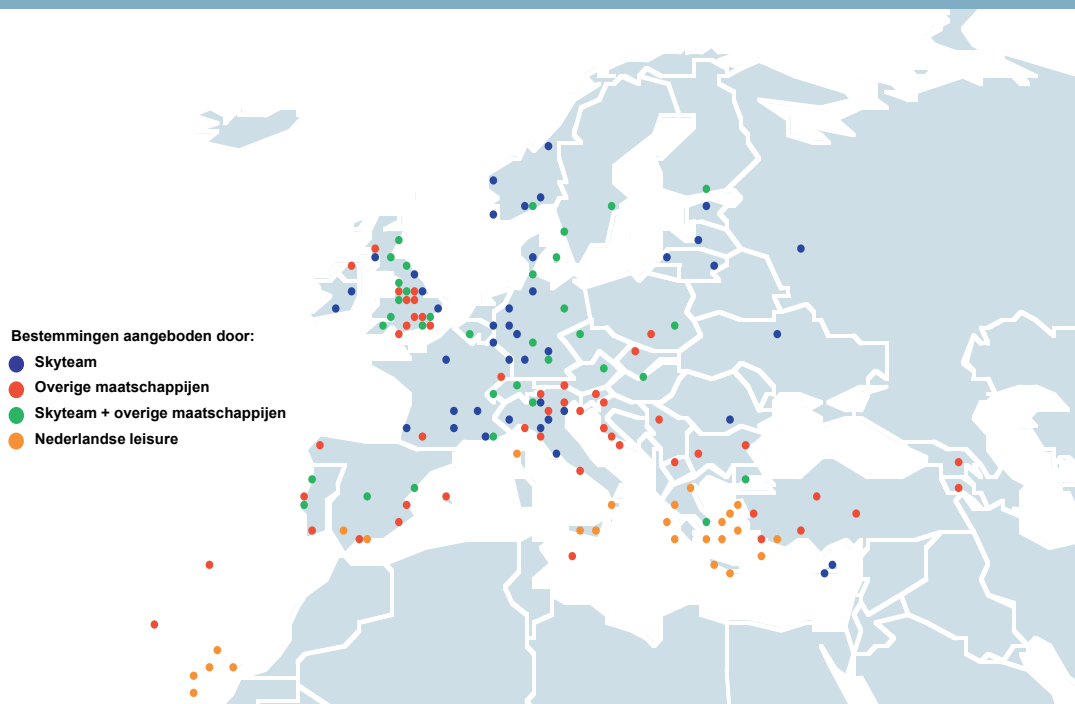 Bestemmingen aangeboden door:
Skyteam
Overige maatschappijen
Skyteam + overige maatschappijen
Nederlandse leisure